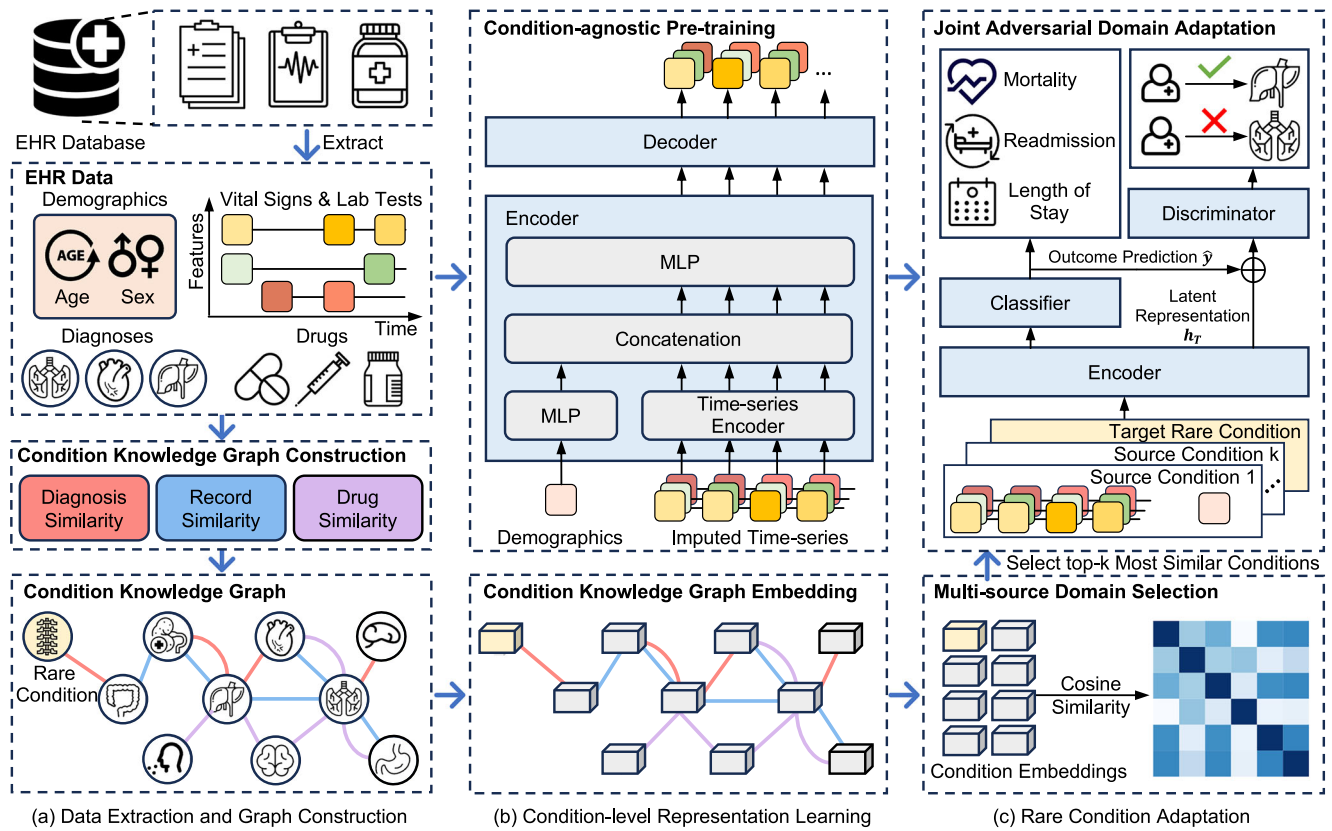 EHR Database
Extract
EHR Data
Demographics
AGE
Age
Sex
Vital Signs & Lab Tests
Features
Time
Diagnoses
Drugs
Condition Knowledge Graph Construction
Diagnosis
Similarity
Record
Similarity
Drug
Similarity
Condition Knowledge Graph
Rare
Condition
(a) Data Extraction and Graph Construction
Condition-agnostic Pre-training
...
Decoder
Encoder
MLP
Concatenation
MLP
Time-series
Encoder
Demographics
Imputed Time-series
Condition Knowledge Graph Embedding
(b) Condition-level Representation Learning
Joint Adversarial Domain Adaptation
Mortality
Readmission
Length of
Stay
Discriminator
Outcome Prediction ŷ
Classifier
Latent
Representation
h_T
Encoder
Target Rare Condition
Source Condition k
Source Condition 1
Select top-k Most Similar Conditions
Multi-source Domain Selection
Cosine
Similarity
Condition Embeddings
(c) Rare Condition Adaptation